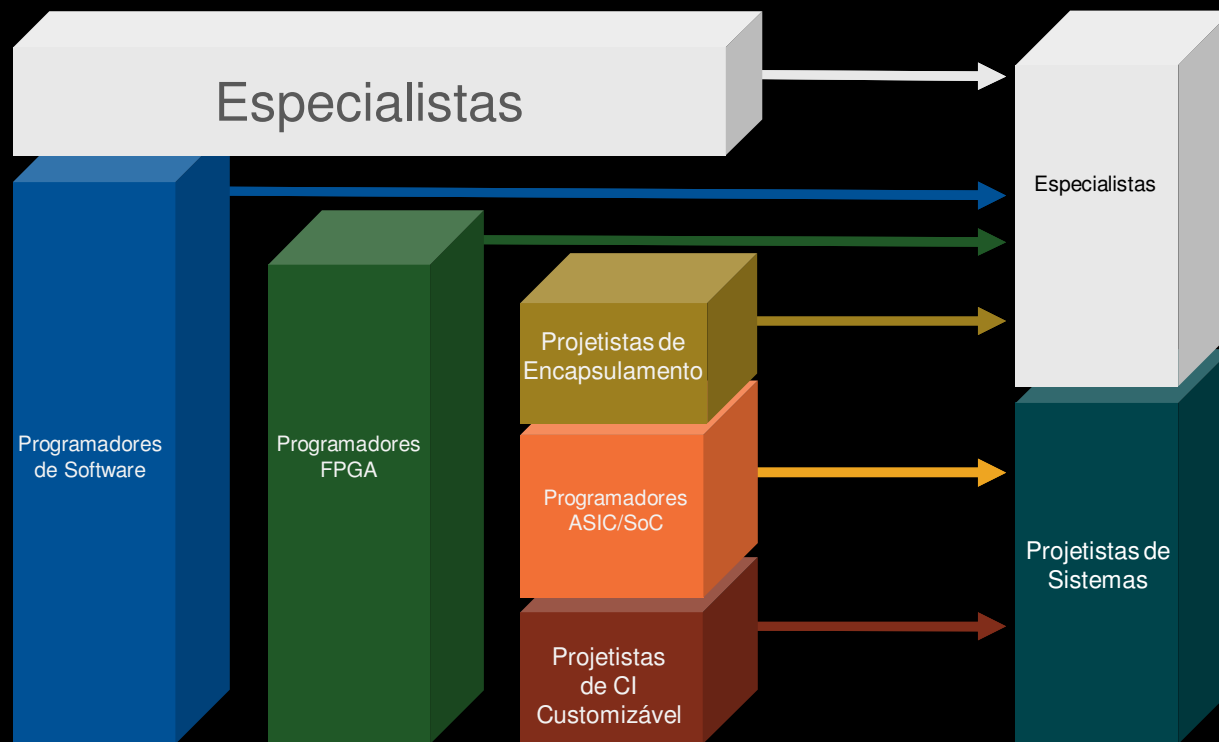 Especialistas
Especialistas
Projetistas de
Encapsulamento
Programadores
de Software
Programadores
FPGA
Programadores
ASIC/SoC
Projetistas de
Sistemas
Projetistas
de CI
Customizável